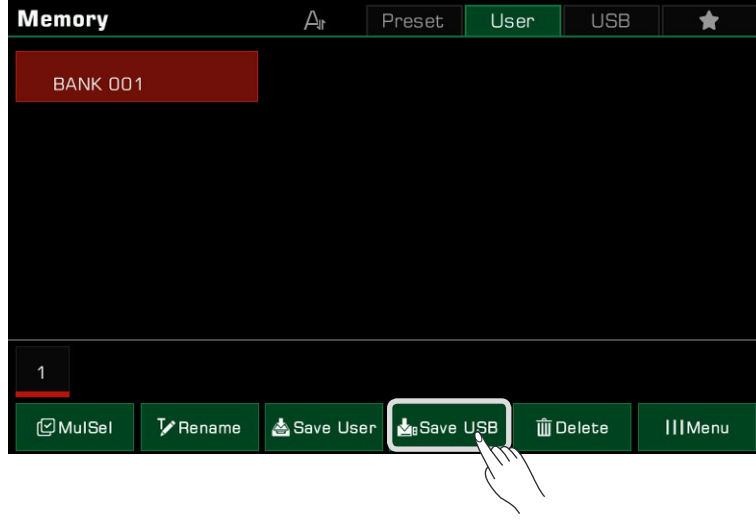 Memory Preset User USB
BANK 001
1
MulSel Rename Save User Save USB Delete Menu